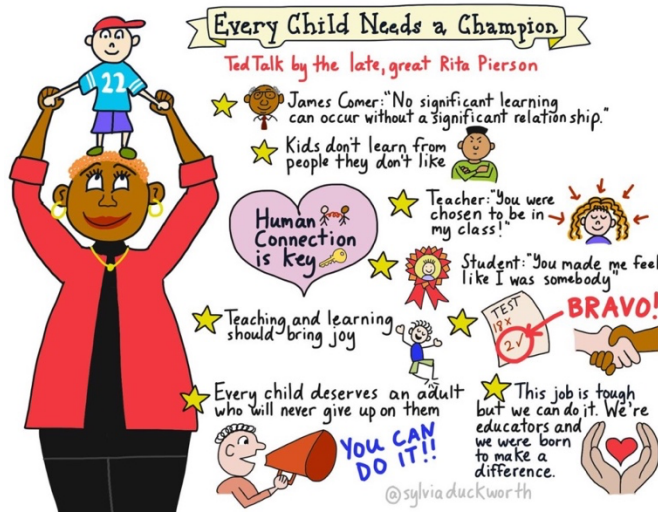 Every Child Needs a Champion
Ted Talk by the late, great Rita Pierson
22
James Comer: "No significant learning
can occur without a significant relationship."
Kids don't learn from
people they don't like
Human
Connection
is key
Teacher: "You were
chosen to be in
my class!"
Student: "You made me feel
like I was somebody"
Teaching and learning
should bring joy
TEST
18 x
2 ✓
BRAVO!
Every child deserves an adult
who will never give up on them
YOU CAN
DO IT!!
This job is tough
but we can do it. We're
educators and
we were born
to make a
difference.
@sylviaduckworth